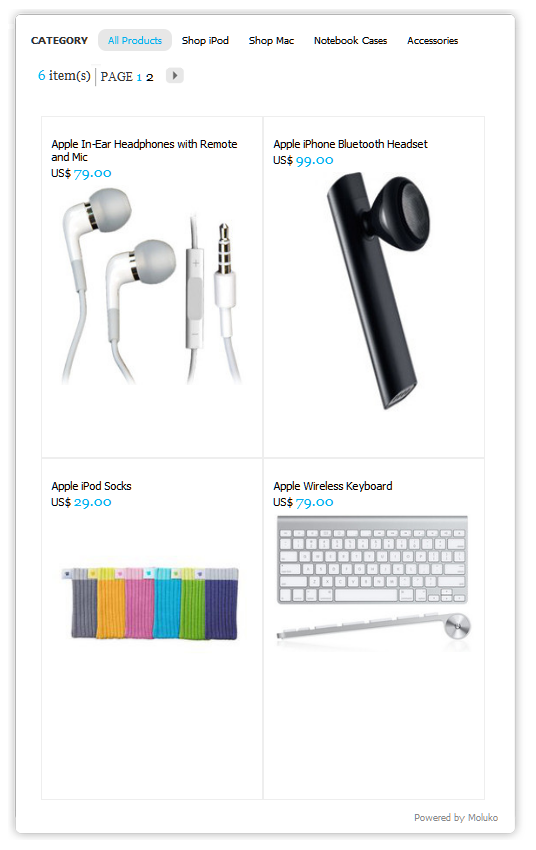 CATEGORY All Products Shop iPod Shop Mac Notebook Cases Accessories
6 item(s) PAGE 1 2
Apple In-Ear Headphones with Remote
and Mic
US$ 79.00
Apple iPhone Bluetooth Headset
US$ 99.00
Apple iPod Socks
US$ 29.00
Apple Wireless Keyboard
US$ 79.00
Powered by Moluko